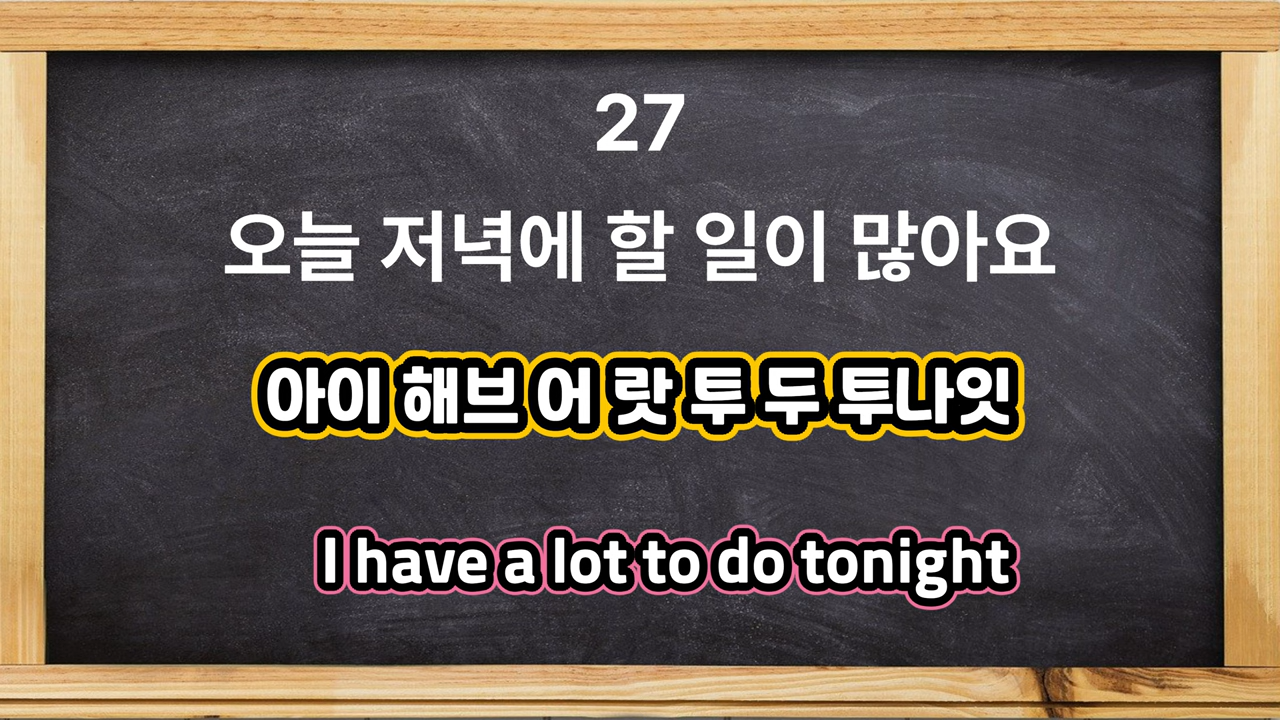 27
오늘 저녁에 할 일이 많아요
아이 해브 어 랏 투 두 투나잇
I have a lot to do tonight